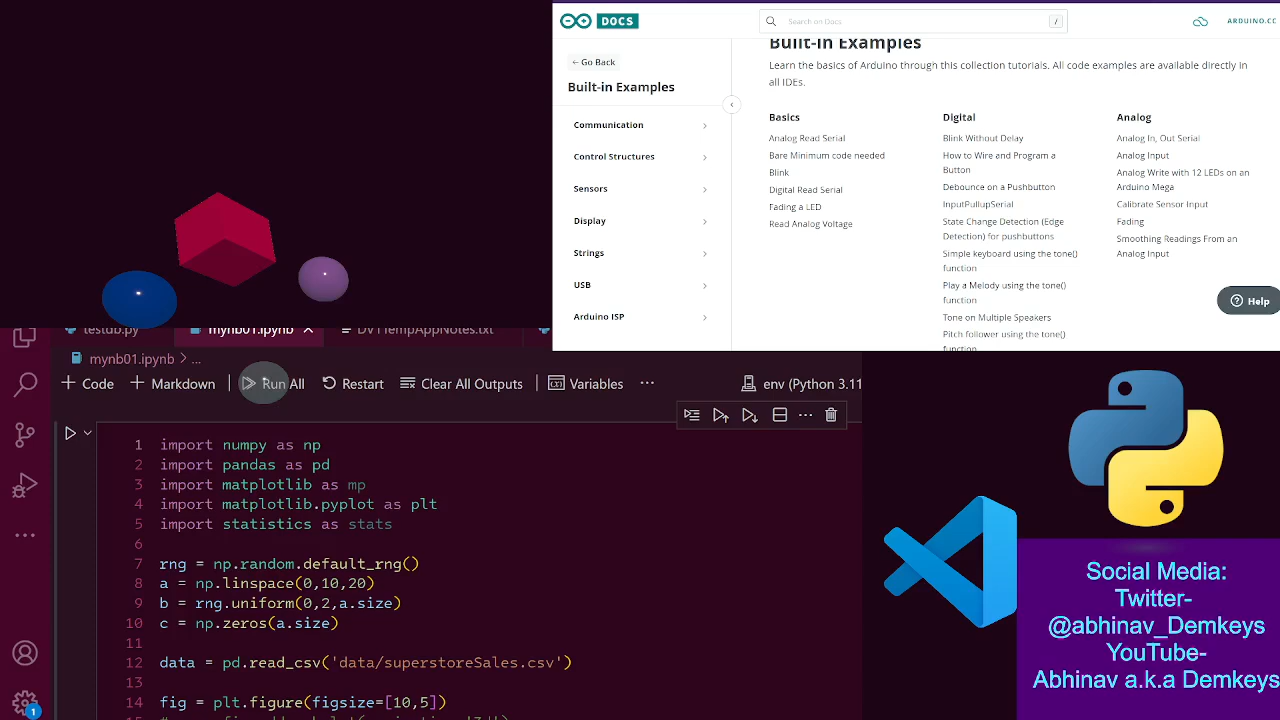 DOCS
Search on Docs
/
ARDUINO.CC
Go Back
Built-in Examples
Communication
Control Structures
Sensors
Display
Strings
USB
Arduino ISP
Built-in Examples
Learn the basics of Arduino through this collection tutorials. All code examples are available directly in
all IDEs.
Basics
Analog Read Serial
Bare Minimum code needed
Blink
Digital Read Serial
Fading a LED
Read Analog Voltage
Digital
Blink Without Delay
How to Wire and Program a
Button
Debounce on a Pushbutton
InputPullupSerial
State Change Detection (Edge
Detection) for pushbuttons
Simple keyboard using the tone()
function
Play a Melody using the tone()
function
Tone on Multiple Speakers
Pitch follower using the tone()
function
Analog
Analog In, Out Serial
Analog Input
Analog Write with 12 LEDs on an
Arduino Mega
Calibrate Sensor Input
Fading
Smoothing Readings From an
Analog Input
Help
testdb.py
mynb01.ipynb
DVTTempAppNotes.txt
mynb01.ipynb > ...
+ Code + Markdown Run All Restart Clear All Outputs Variables ... env (Python 3.11
1 import numpy as np
2 import pandas as pd
3 import matplotlib as mp
4 import matplotlib.pyplot as plt
5 import statistics as stats
6
7 rng = np.random.default_rng()
8 a = np.linspace(0,10,20)
9 b = rng.uniform(0,2,a.size)
10 c = np.zeros(a.size)
11
12 data = pd.read_csv('data/superstoreSales.csv')
13
14 fig = plt.figure(figsize=[10,5])
1
Social Media:
Twitter-
@abhinav_Demkeys
YouTube-
Abhinav a.k.a Demkeys